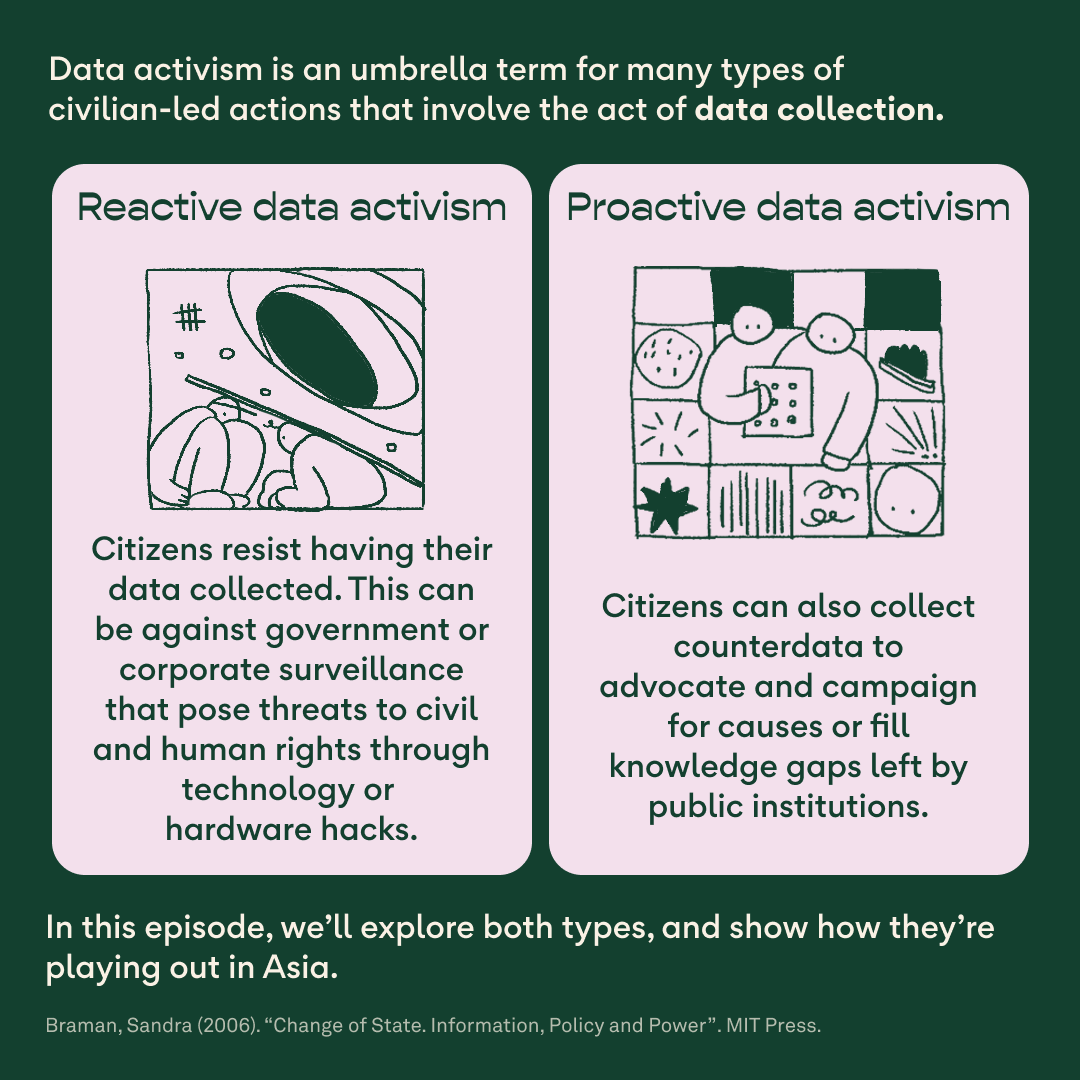 Data activism is an umbrella term for many types of
civilian-led actions that involve the act of data collection.
Reactive data activism
Citizens resist having their
data collected. This can
be against government or
corporate surveillance
that pose threats to civil
and human rights through
technology or
hardware hacks.
Proactive data activism
Citizens can also collect
counterdata to
advocate and campaign
for causes or fill
knowledge gaps left by
public institutions.
In this episode, we’ll explore both types, and show how they’re
playing out in Asia.
Braman, Sandra (2006). “Change of State. Information, Policy and Power”. MIT Press.